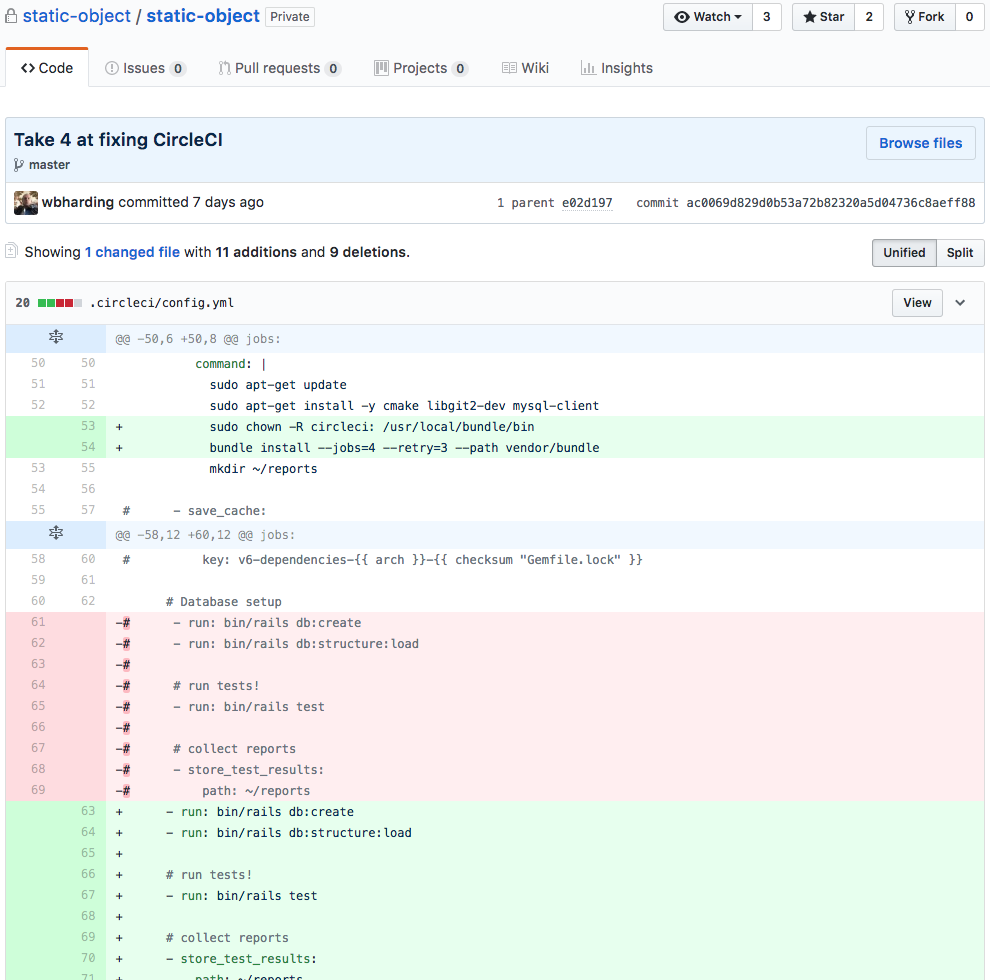 static-object / static-object Private
Watch 3 Star 2 Fork 0
Code Issues 0 Pull requests 0 Projects 0 Wiki Insights
Take 4 at fixing CircleCI
Browse files
master
wbharding committed 7 days ago 1 parent e02d197 commit ac0069d829d0b53a72b82320a5d04736c8aeff88
Showing 1 changed file with 11 additions and 9 deletions. Unified Split
20 .circleci/config.yml View
@@ -50,6 +50,8 @@ jobs:
50 50 command: |
51 51 sudo apt-get update
52 52 sudo apt-get install -y cmake libgit2-dev mysql-client
53 + sudo chown -R circleci: /usr/local/bundle/bin
54 + bundle install --jobs=4 --retry=3 --path vendor/bundle
53 55 mkdir ~/reports
54 56
55 57 # - save_cache:
@@ -58,12 +60,12 @@ jobs:
58 60 # key: v6-dependencies-{{ arch }}-{{ checksum "Gemfile.lock" }}
59 61
60 62 # Database setup
61 -# - run: bin/rails db:create
62 -# - run: bin/rails db:structure:load
63 -#
64 -# # run tests!
65 -# - run: bin/rails test
66 -#
67 -# # collect reports
68 -# - store_test_results:
69 -# path: ~/reports
63 + - run: bin/rails db:create
64 + - run: bin/rails db:structure:load
65 +
66 + # run tests!
67 + - run: bin/rails test
68 +
69 + # collect reports
70 + - store_test_results:
71 + path: ~/reports